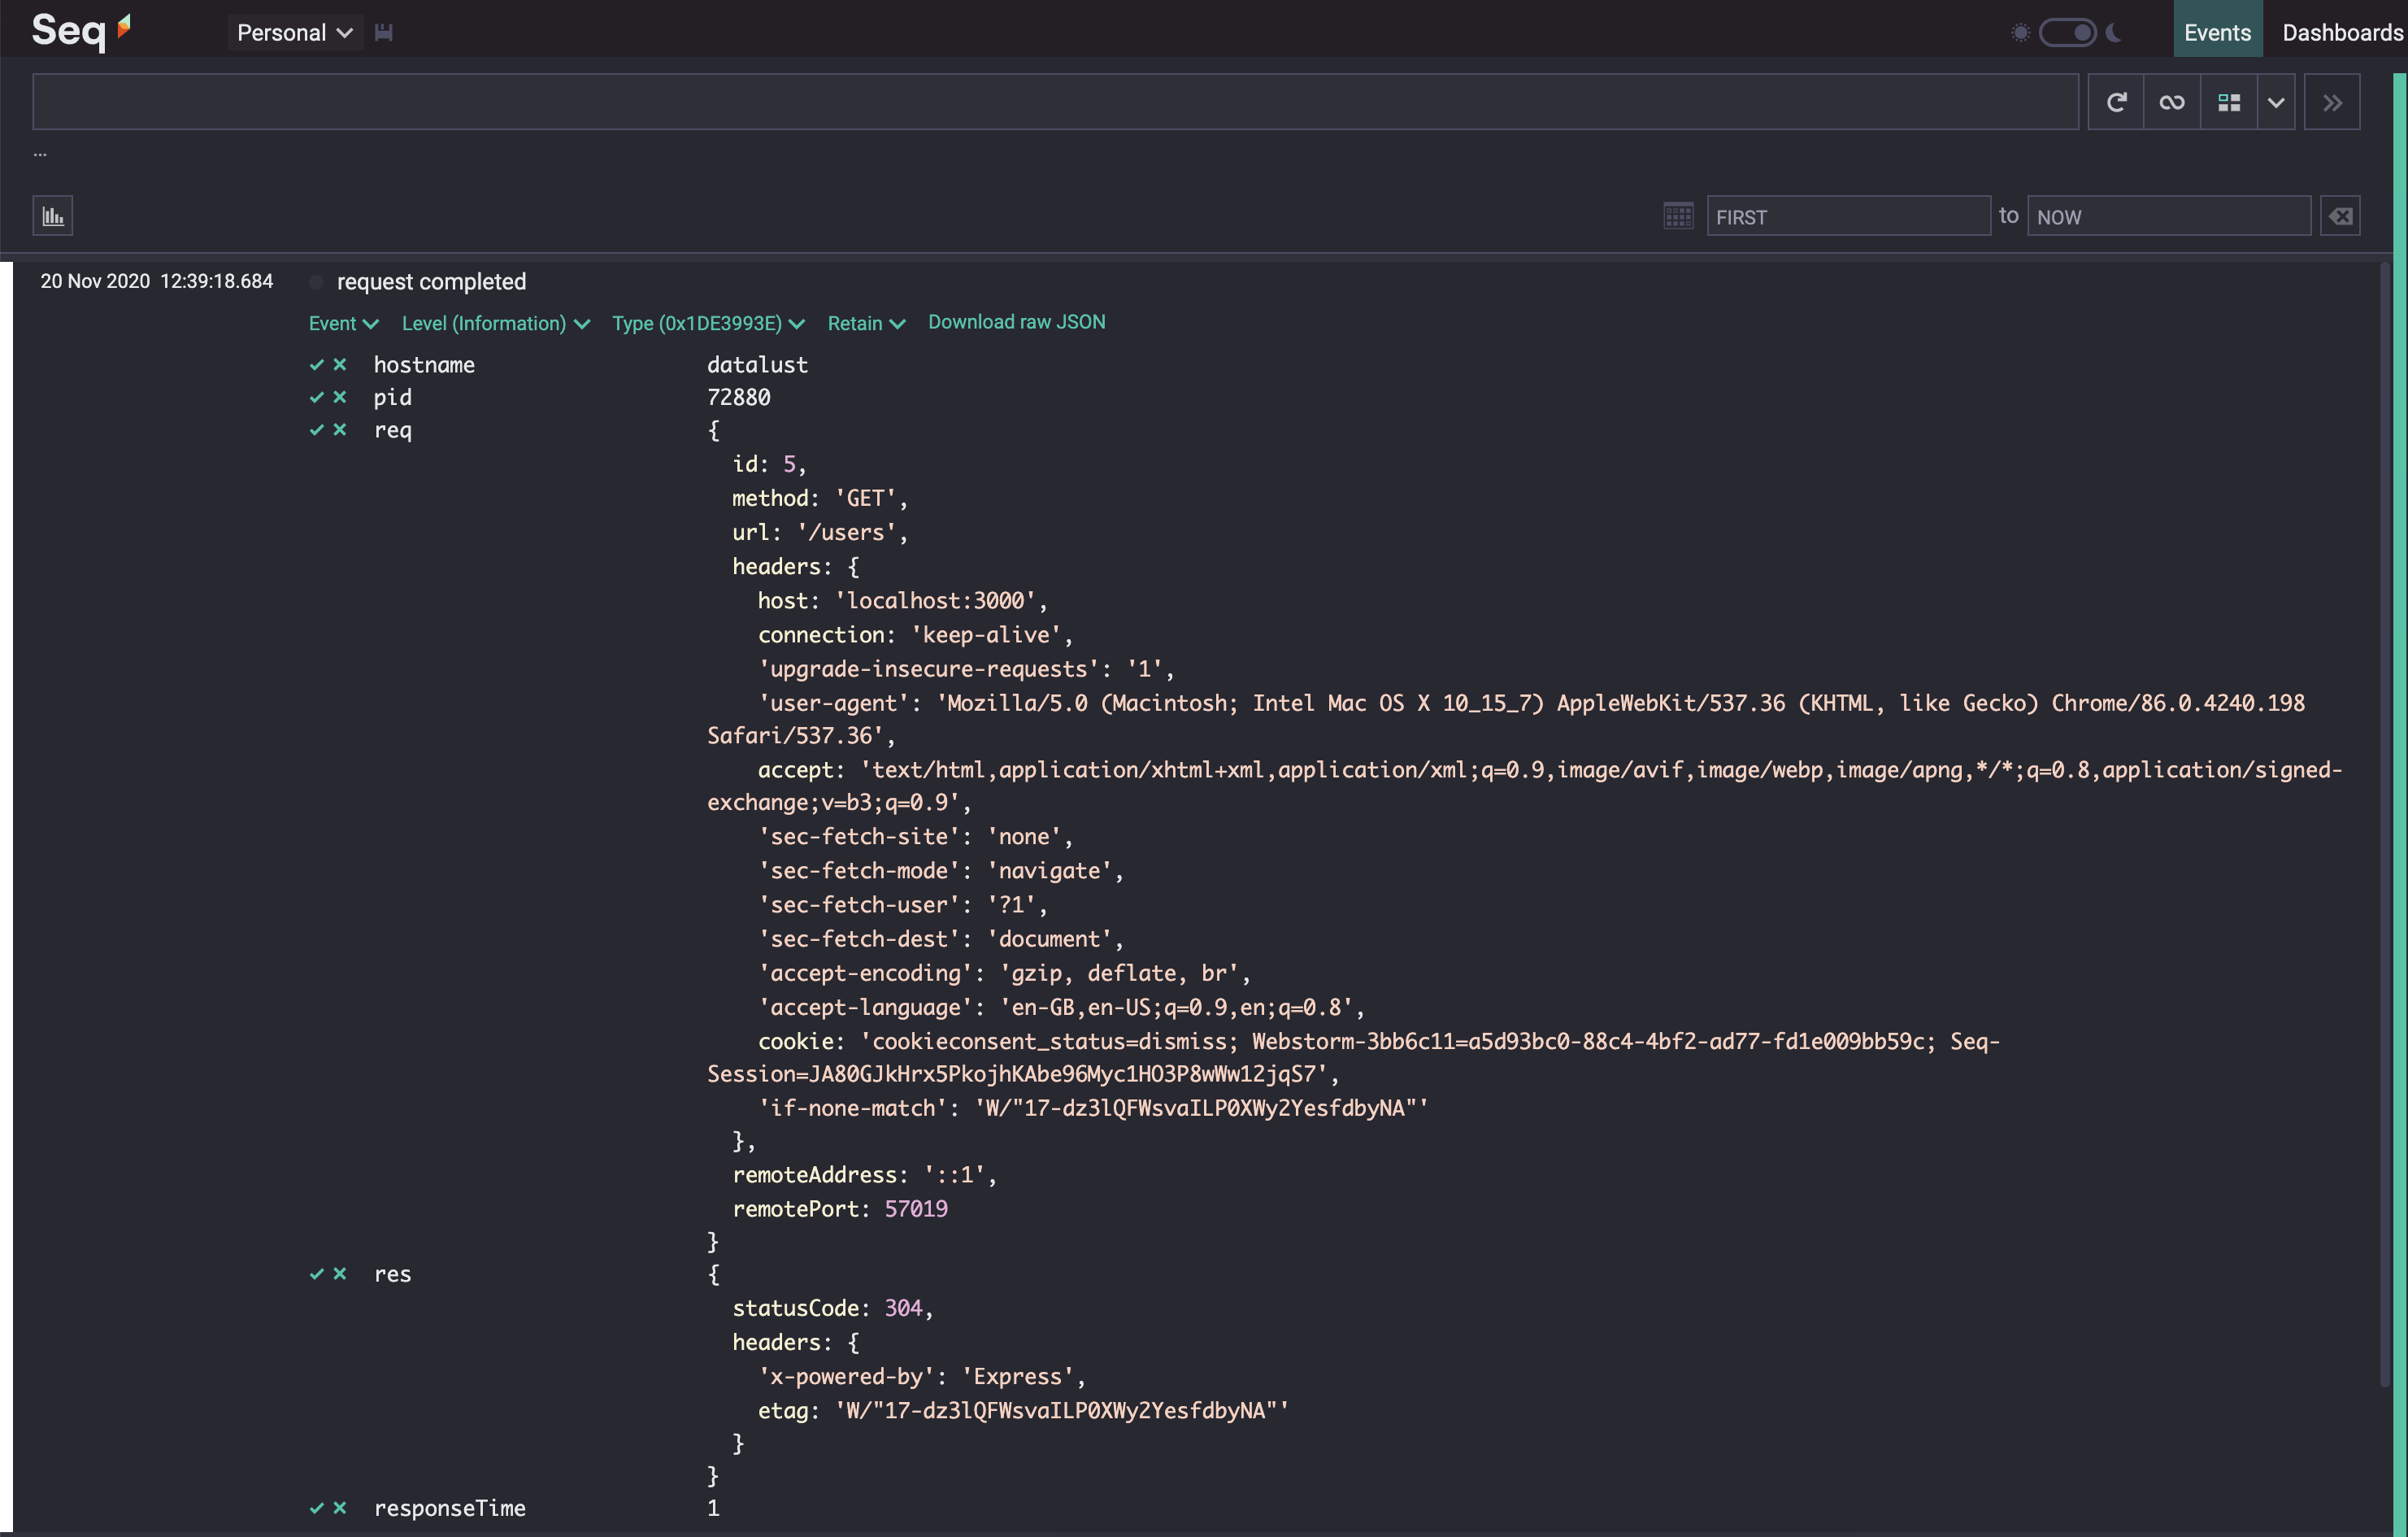 Seq Personal Events Dashboards
...
FIRST to NOW
20 Nov 2020 12:39:18.684 request completed
Event Level (Information) Type (0x1DE3993E) Retain Download raw JSON
hostname datalust
pid 72880
req {
id: 5,
method: 'GET',
url: '/users',
headers: {
host: 'localhost:3000',
connection: 'keep-alive',
'upgrade-insecure-requests': '1',
'user-agent': 'Mozilla/5.0 (Macintosh; Intel Mac OS X 10_15_7) AppleWebKit/537.36 (KHTML, like Gecko) Chrome/86.0.4240.198
Safari/537.36',
accept: 'text/html,application/xhtml+xml,application/xml;q=0.9,image/avif,image/webp,image/apng,*/*;q=0.8,application/signed-
exchange;v=b3;q=0.9',
'sec-fetch-site': 'none',
'sec-fetch-mode': 'navigate',
'sec-fetch-user': '?1',
'sec-fetch-dest': 'document',
'accept-encoding': 'gzip, deflate, br',
'accept-language': 'en-GB,en-US;q=0.9,en;q=0.8',
cookie: 'cookieconsent_status=dismiss; Webstorm-3bb6c11=a5d93bc0-88c4-4bf2-ad77-fd1e009bb59c; Seq-
Session=JA80GJkHrx5PkojhKAbe96Myc1HO3P8wWw12jqS7',
'if-none-match': 'W/"17-dz3lQFWsvaILP0XWy2YesfdbyNA"'
},
remoteAddress: '::1',
remotePort: 57019
}
res {
statusCode: 304,
headers: {
'x-powered-by': 'Express',
etag: 'W/"17-dz3lQFWsvaILP0XWy2YesfdbyNA"'
}
}
responseTime 1